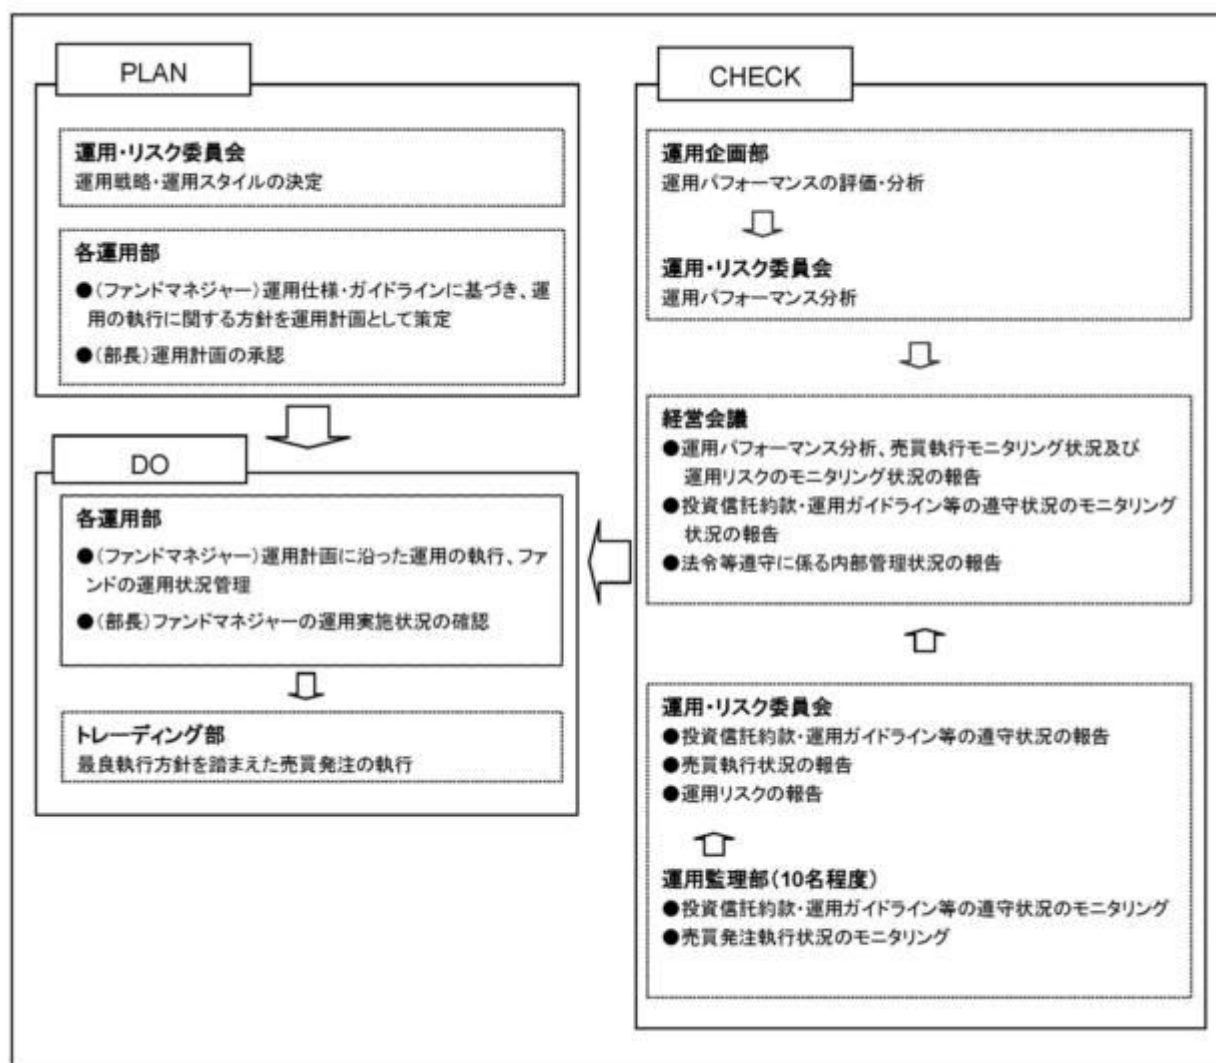 PLAN
運用・リスク委員会
運用戦略・運用スタイルの決定
各運用部
●(ファンドマネジャー)運用仕様・ガイドラインに基づき、運
用の執行に関する方針を運用計画として策定
●(部長)運用計画の承認
DO
各運用部
●(ファンドマネジャー)運用計画に沿った運用の執行、ファ
ンドの運用状況管理
●(部長)ファンドマネジャーの運用実施状況の確認
トレーディング部
最良執行方針を踏まえた売買発注の執行
CHECK
運用企画部
運用パフォーマンスの評価・分析
運用・リスク委員会
運用パフォーマンス分析
経営会議
●運用パフォーマンス分析、売買執行モニタリング状況及び
運用リスクのモニタリング状況の報告
●投資信託約款・運用ガイドライン等の遵守状況のモニタリング
状況の報告
●法令等遵守に係る内部管理状況の報告
運用・リスク委員会
●投資信託約款・運用ガイドライン等の遵守状況の報告
●売買執行状況の報告
●運用リスクの報告
運用監理部(10名程度)
●投資信託約款・運用ガイドライン等の遵守状況のモニタリング
●売買発注執行状況のモニタリング